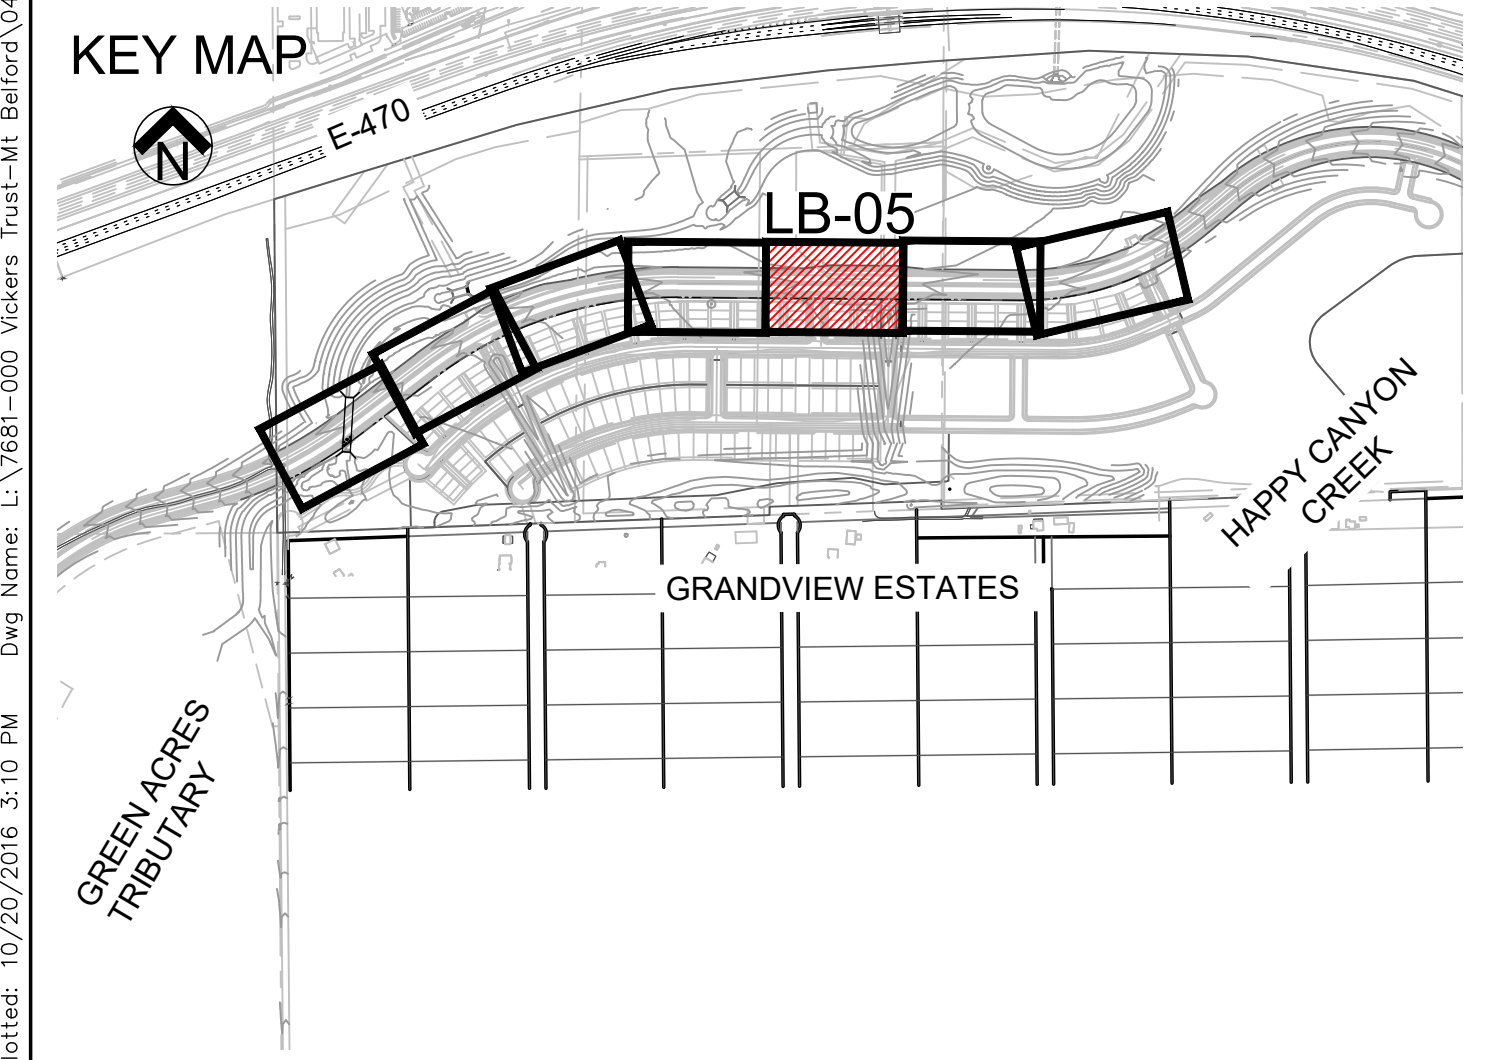 KEY MAP
N
E-470
LB-05
HAPPY CANYON
CREEK
GRANDVIEW ESTATES
GREEN ACRES
TRIBUTARY
lotted: 10/20/2016 3:10 PM Dwg Name: L:\7681-000 Vickers Trust-Mt Belford\04